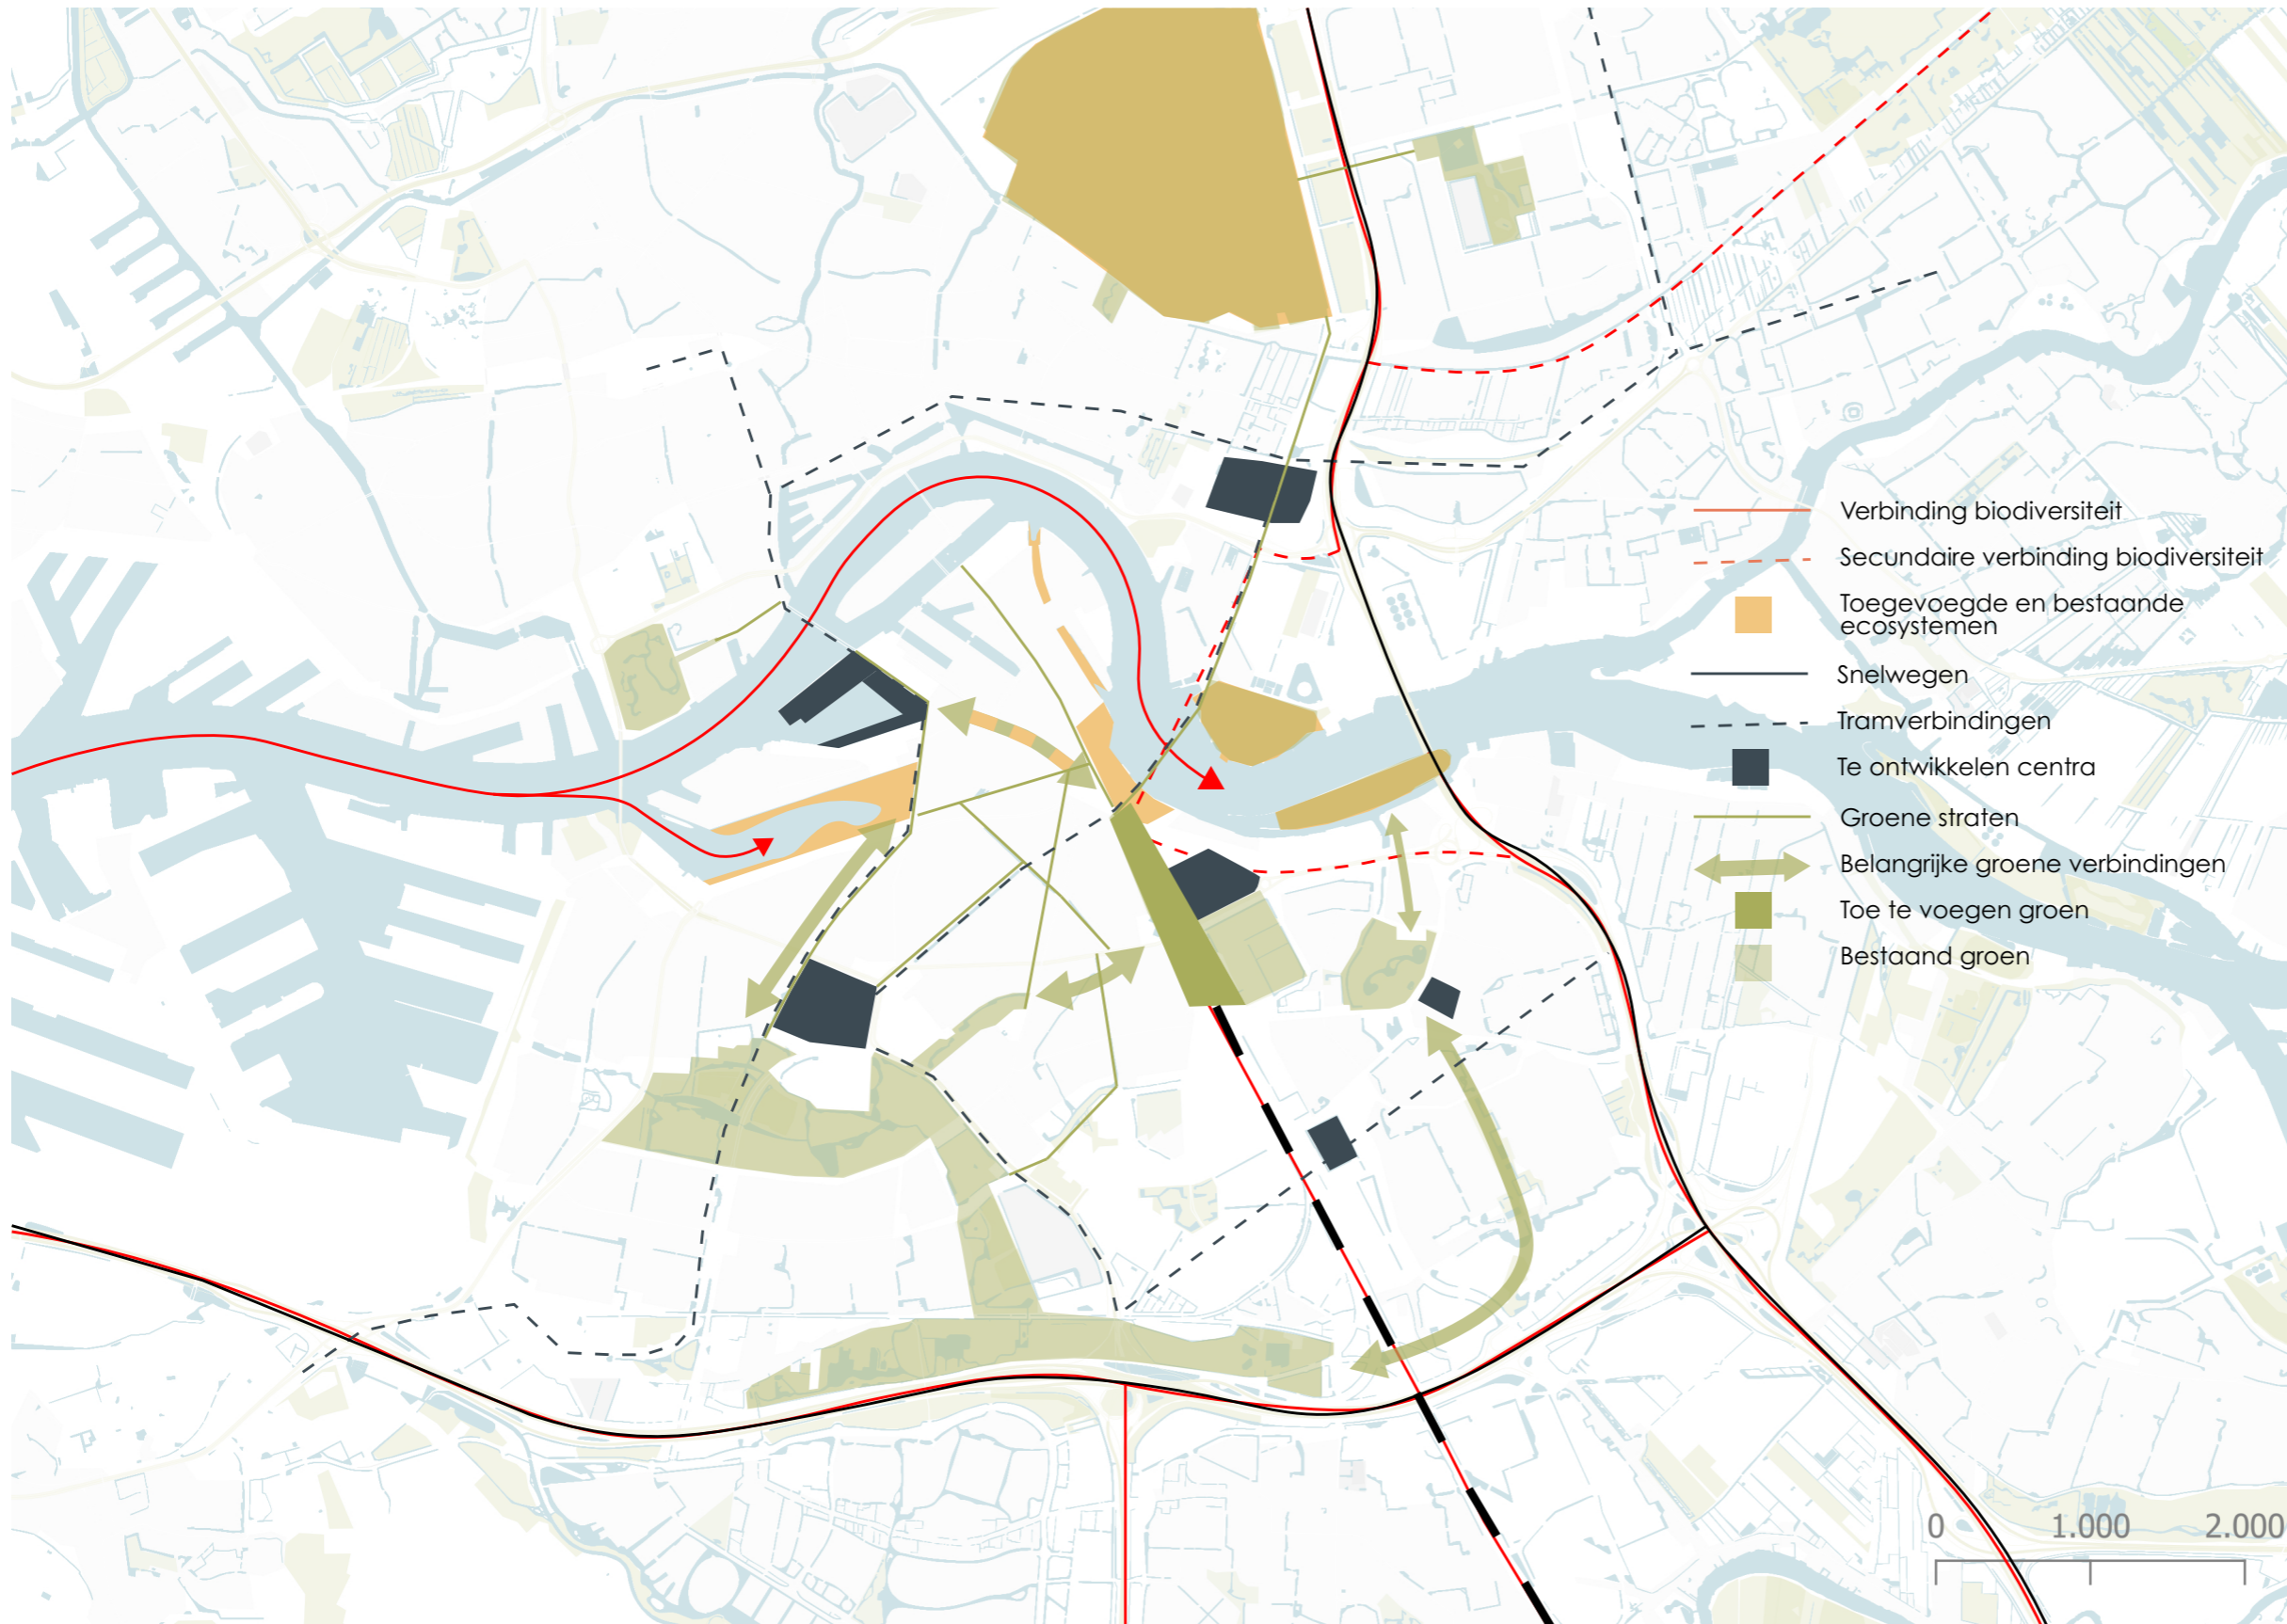 Verbinding biodiversiteit
Secundaire verbinding biodiversiteit
Toegevoegde en bestaande
ecosystemen
Snelwegen
Tramverbindingen
Te ontwikkelen centra
Groene straten
Belangrijke groene verbindingen
Toe te voegen groen
Bestaand groen
0 1.000 2.000